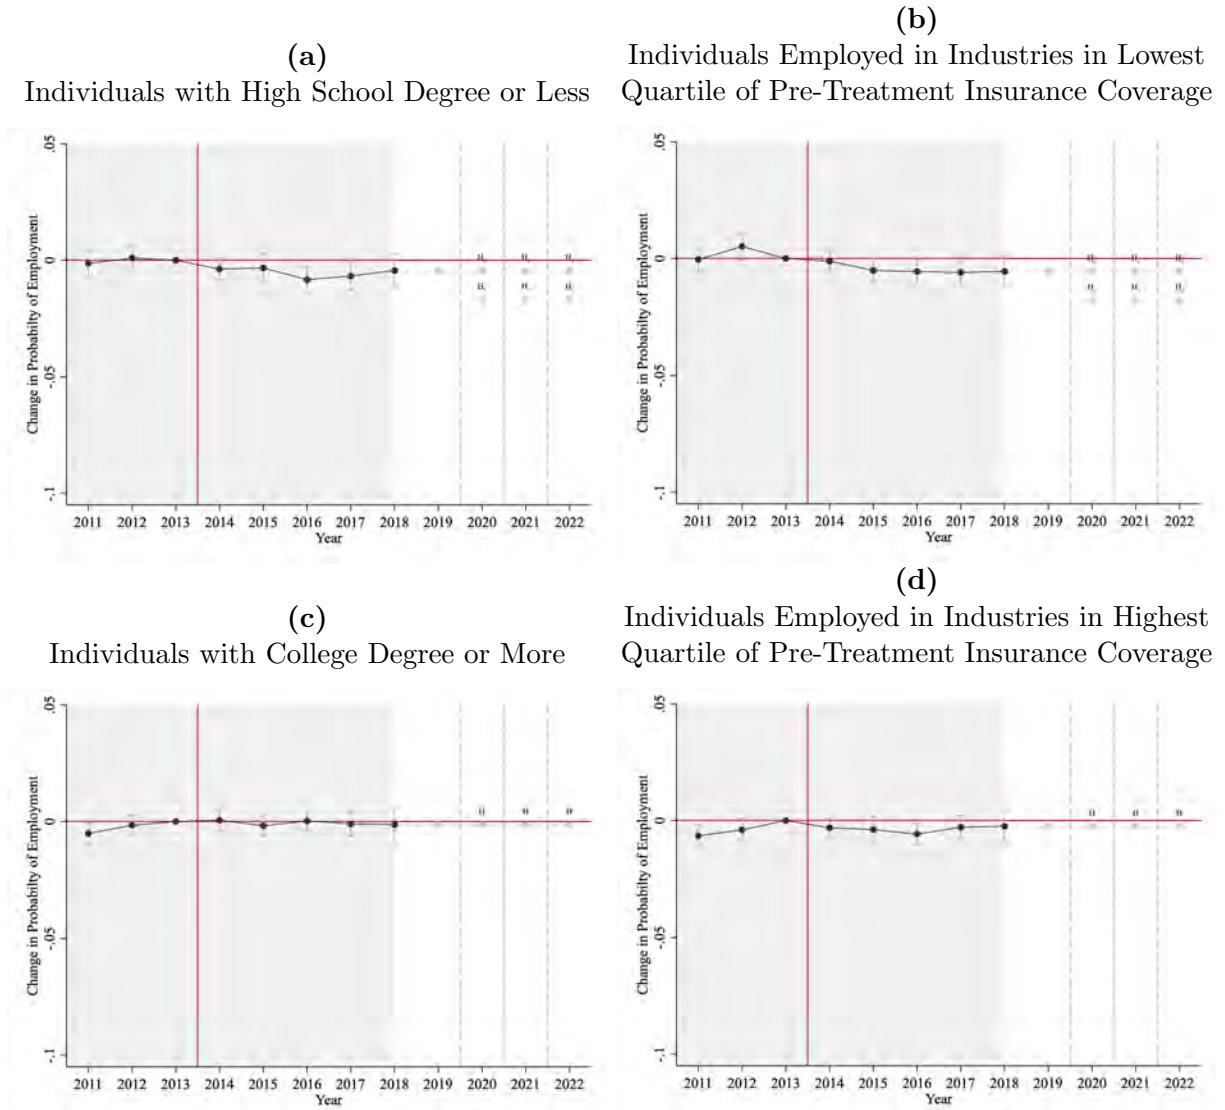 (a)
Individuals with High School Degree or Less
.05
0
-.05
-.1
Change in Probabilty of Employment
2011 2012 2013 2014 2015 2016 2017 2018 2019 2020 2021 2022
Year
(b)
Individuals Employed in Industries in Lowest
Quartile of Pre-Treatment Insurance Coverage
.05
0
-.05
-.1
Change in Probabilty of Employment
2011 2012 2013 2014 2015 2016 2017 2018 2019 2020 2021 2022
Year
(c)
Individuals with College Degree or More
.05
0
-.05
-.1
Change in Probabilty of Employment
2011 2012 2013 2014 2015 2016 2017 2018 2019 2020 2021 2022
Year
(d)
Individuals Employed in Industries in Highest
Quartile of Pre-Treatment Insurance Coverage
.05
0
-.05
-.1
Change in Probabilty of Employment
2011 2012 2013 2014 2015 2016 2017 2018 2019 2020 2021 2022
Year